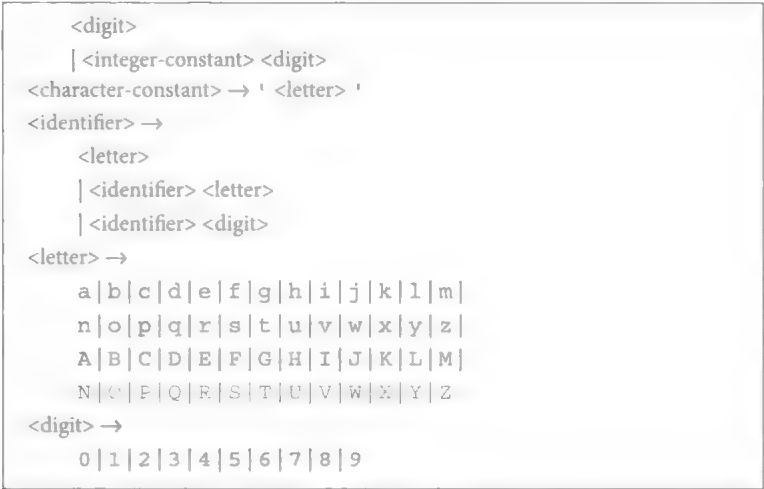 <digit>
| <integer-constant> <digit>
<character-constant> → ' <letter> '
<identifier> →
<letter>
| <identifier> <letter>
| <identifier> <digit>
<letter> →
a|b|c|d|e|f|g|h|i|j|k|l|m|
n|o|p|q|r|s|t|u|v|w|x|y|z|
A|B|C|D|E|F|G|H|I|J|K|L|M|
N|O|P|Q|R|S|T|U|V|W|X|Y|Z
<digit> →
0|1|2|3|4|5|6|7|8|9